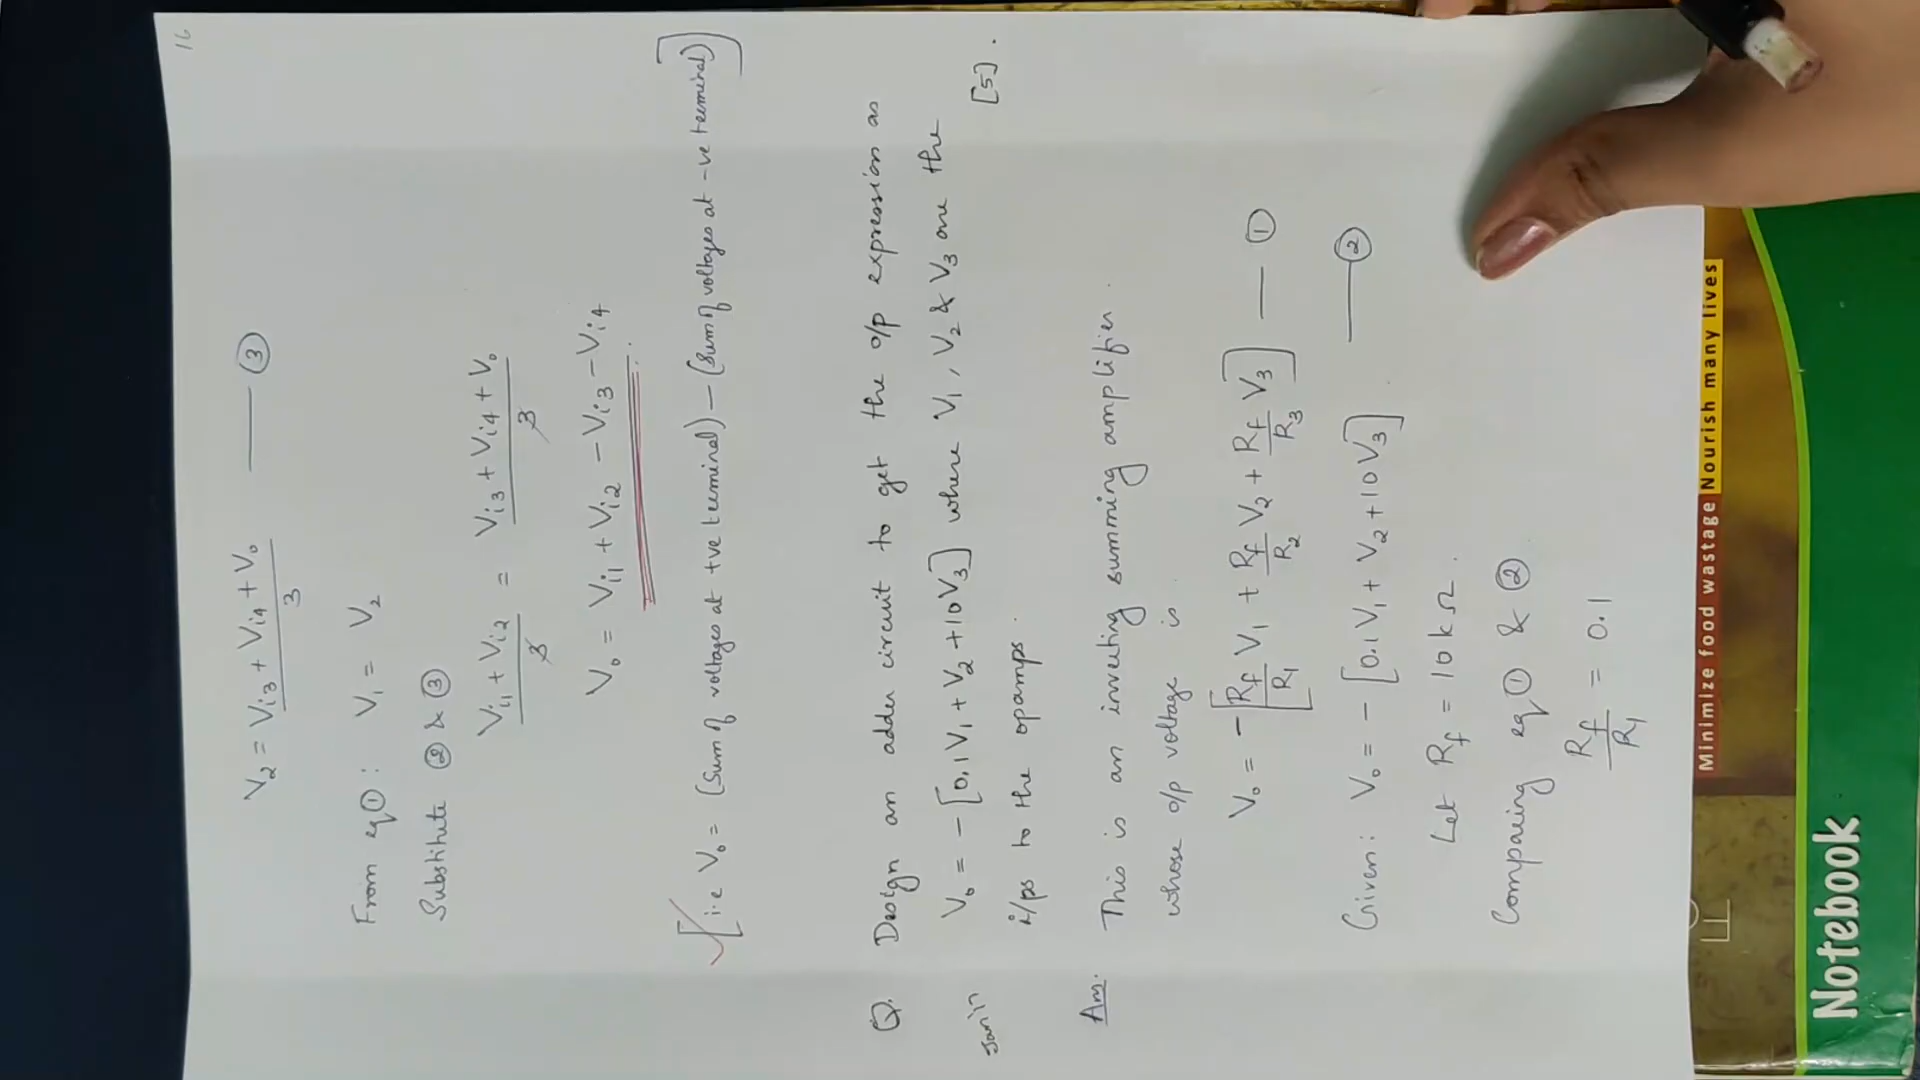 16
V₂ = (Vi3 + Vi4 + V₀)/3 —— ③
From eq①: V₁ = V₂
Substitute ② & ③
(Vi1 + Vi2)/3 = (Vi3 + Vi4 + V₀)/3
V₀ = Vi1 + Vi2 - Vi3 - Vi4
[i.e V₀ = (Sum of voltages at +ve terminal) - (Sum of voltages at -ve terminal)]
Q. Design an adder circuit to get the o/p expression as
Jan'17 V₀ = -[0.1V₁ + V₂ + 10V₃] where V₁, V₂ & V₃ are the
i/ps to the opamps. [5].
Ans. This is an inverting summing amplifier.
whose o/p voltage is
V₀ = -[Rf/R₁ V₁ + Rf/R₂ V₂ + Rf/R₃ V₃] —— ①
Given: V₀ = -[0.1V₁ + V₂ + 10V₃] —— ②
Let Rf = 10kΩ.
Comparing eq① & ②
Rf/R₁ = 0.1
Minimize food wastage Nourish many lives
Notebook